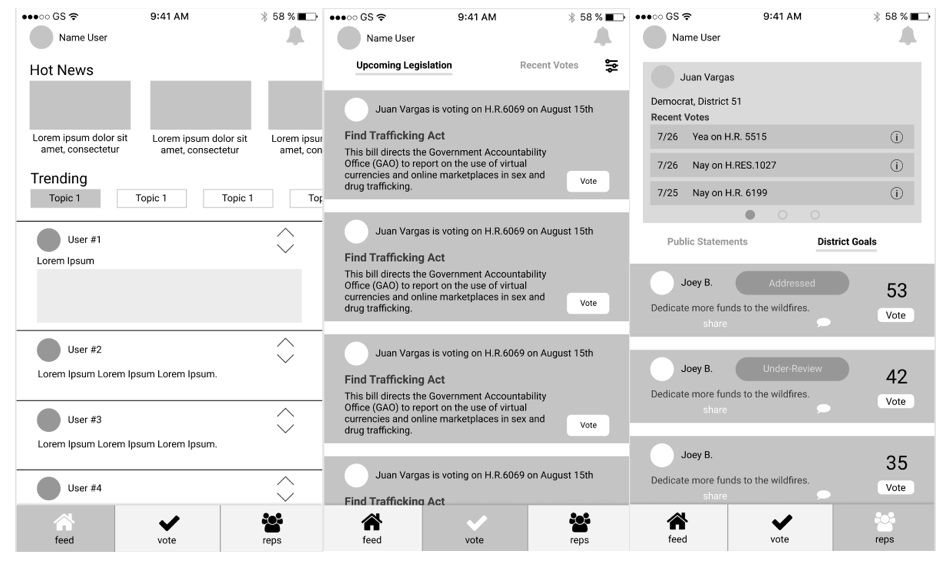 GS 9:41 AM 58 %
Name User
Hot News
Lorem ipsum dolor sit
amet, consectetur
Lorem ipsum dolor sit
amet, consectetur
Lorem ipsu
amet, con
Trending
Topic 1 Topic 1 Topic 1 Top
User #1
Lorem Ipsum
User #2
Lorem Ipsum Lorem Ipsum Lorem Ipsum.
User #3
Lorem Ipsum Lorem Ipsum Lorem Ipsum.
User #4
feed vote reps
GS 9:41 AM 58 %
Name User
Upcoming Legislation Recent Votes
Juan Vargas is voting on H.R.6069 on August 15th
Find Trafficking Act
This bill directs the Government Accountability
Office (GAO) to report on the use of virtual
currencies and online marketplaces in sex and
drug trafficking.
Vote
Juan Vargas is voting on H.R.6069 on August 15th
Find Trafficking Act
This bill directs the Government Accountability
Office (GAO) to report on the use of virtual
currencies and online marketplaces in sex and
drug trafficking.
Vote
Juan Vargas is voting on H.R.6069 on August 15th
Find Trafficking Act
This bill directs the Government Accountability
Office (GAO) to report on the use of virtual
currencies and online marketplaces in sex and
drug trafficking.
Vote
Juan Vargas is voting on H.R.6069 on August 15th
Find Trafficking Act
feed vote reps
GS 9:41 AM 58 %
Name User
Juan Vargas
Democrat, District 51
Recent Votes
7/26 Yea on H.R. 5515
7/26 Nay on H.RES.1027
7/25 Nay on H.R. 6199
Public Statements District Goals
Joey B. Addressed 53
Dedicate more funds to the wildfires. Vote
share
Joey B. Under-Review 42
Dedicate more funds to the wildfires. Vote
share
Joey B. 35
Dedicate more funds to the wildfires. Vote
share
feed vote reps